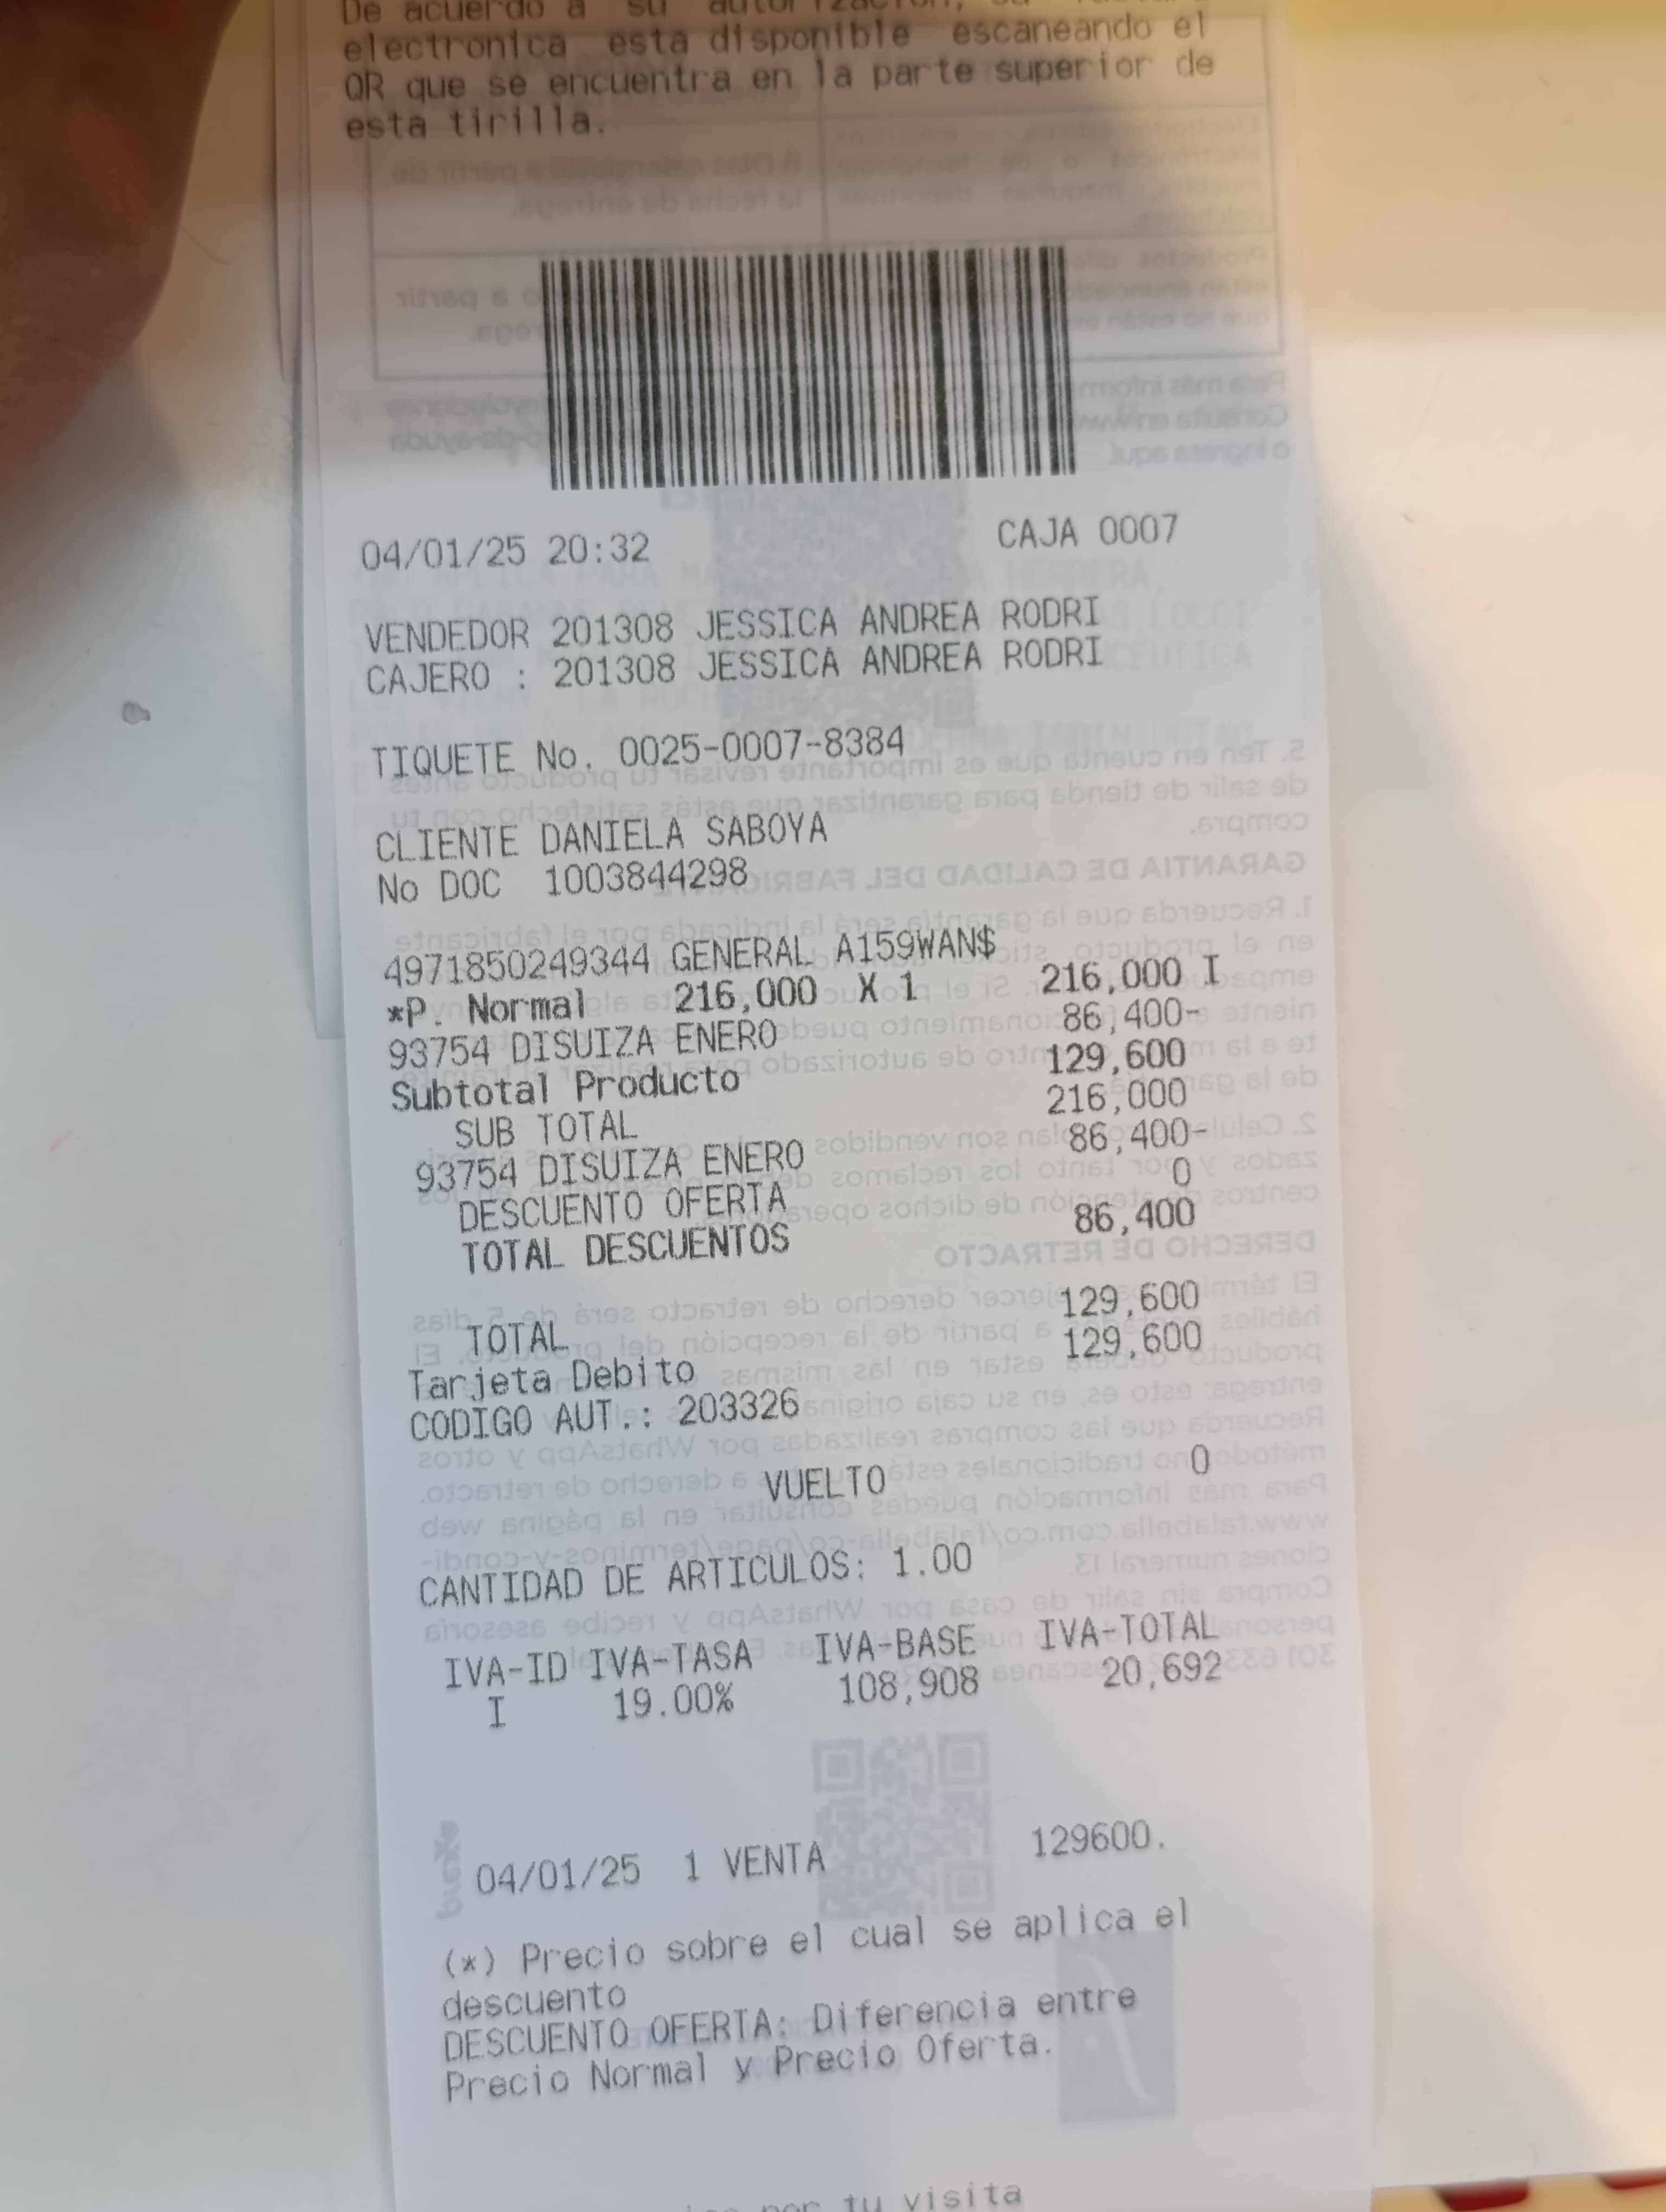 De acuerdo a su
electronica esta disponible escaneando el
QR que se encuentra en la parte superior de
esta tirilla.
04/01/25 20:32 CAJA 0007
VENDEDOR 201308 JESSICA ANDREA RODRI
CAJERO : 201308 JESSICA ANDREA RODRI
TIQUETE No. 0025-0007-8384
CLIENTE DANIELA SABOYA
No DOC 1003844298
4971850249344 GENERAL A159WAN$
*P. Normal 216,000 X 1 216,000 I
93754 DISUIZA ENERO 86,400-
Subtotal Producto 129,600
SUB TOTAL 216,000
93754 DISUIZA ENERO 86,400-
DESCUENTO OFERTA 0
TOTAL DESCUENTOS 86,400
TOTAL 129,600
Tarjeta Debito 129,600
CODIGO AUT.: 203326
VUELTO 0
CANTIDAD DE ARTICULOS: 1.00
IVA-ID IVA-TASA IVA-BASE IVA-TOTAL
I 19.00% 108,908 20,692
04/01/25 1 VENTA 129600.
(*) Precio sobre el cual se aplica el
descuento
DESCUENTO OFERTA: Diferencia entre
Precio Normal y Precio Oferta.
por tu visita